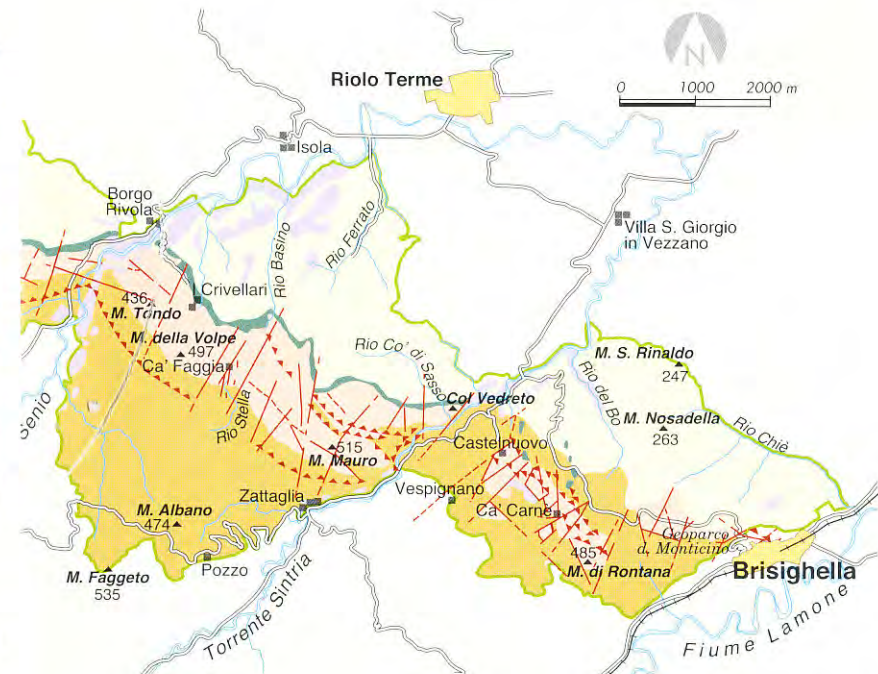 N
0 1000 2000 m
Riolo Terme
Isola
Borgo
Rivola
Rio Ferrato
Rio Basino
Villa S. Giorgio
in Vezzano
Crivellari
436
M. Tondo
M. della Volpe
497
Ca' Faggia
Rio Co' di Sasso
M. S. Rinaldo
247
Rio del Bo
Col Vedreto
Senio
Rio Stella
M. Nosadella
263
Rio Chiè
Castelnuovo
515
M. Mauro
Vespignano
Zattaglia
Ca' Carnè
M. Albano
474
Geoparco
d. Monticino
485
M. di Rontana
Brisighella
Pozzo
M. Faggeto
535
Torrente Sintria
Fiume Lamone